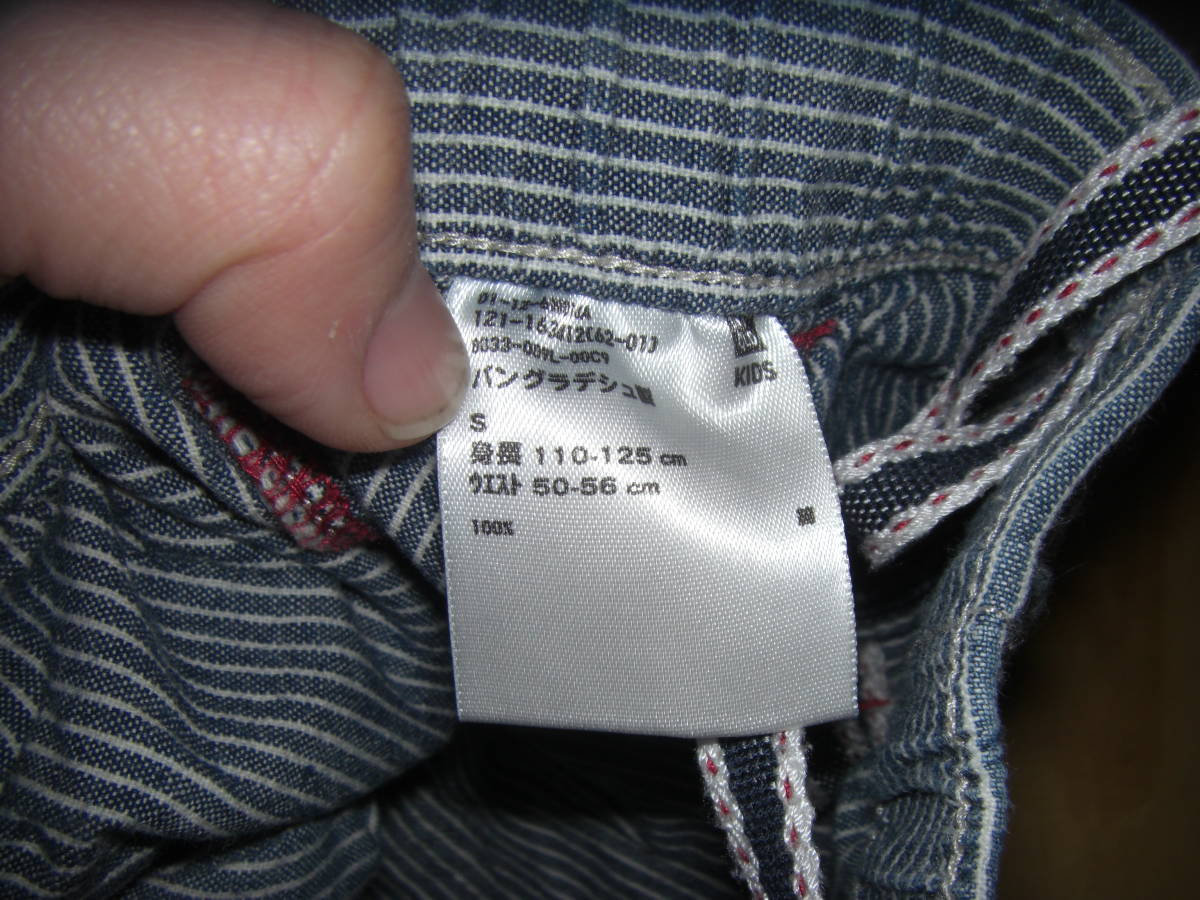 121-163412(62-01)
KIDS
バングラデシュ製
S
身長 110-125 cm
ウエスト 50-56 cm
100% 綿